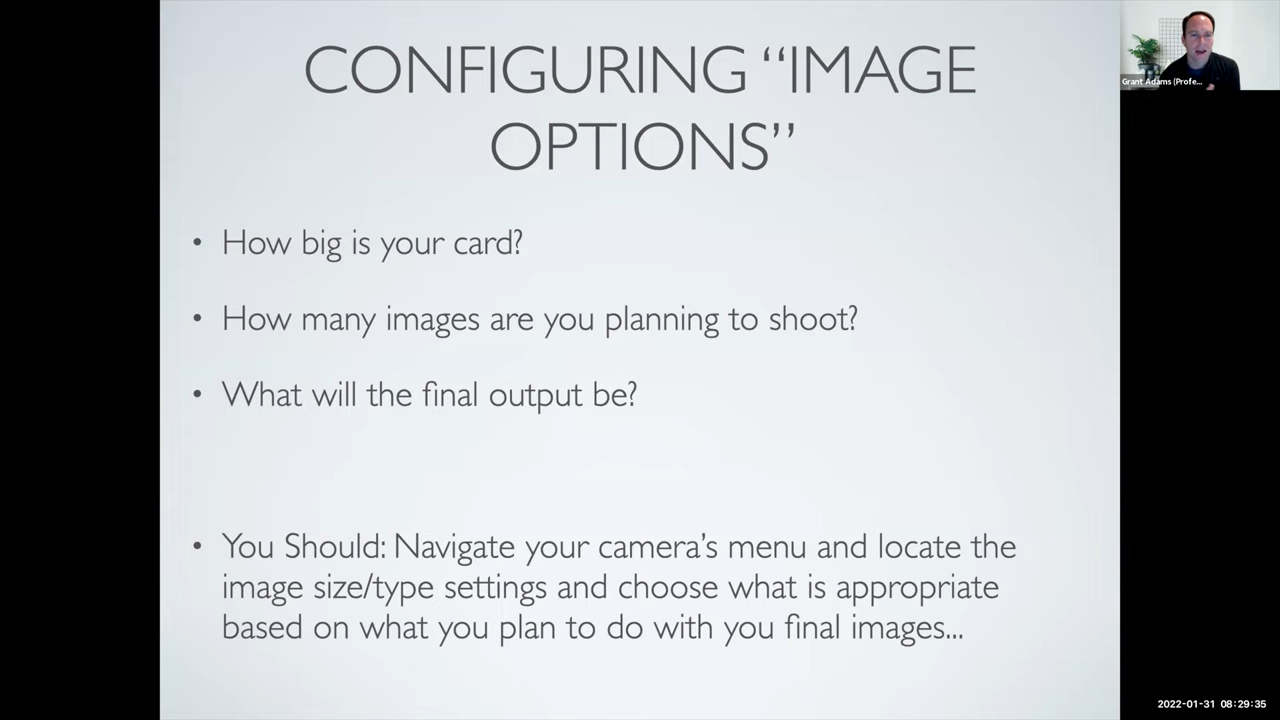 CONFIGURING “IMAGE
OPTIONS”
• How big is your card?
• How many images are you planning to shoot?
• What will the final output be?
• You Should: Navigate your camera’s menu and locate the
image size/type settings and choose what is appropriate
based on what you plan to do with you final images...
Grant Adams (Profe...
2022-01-31 08:29:35